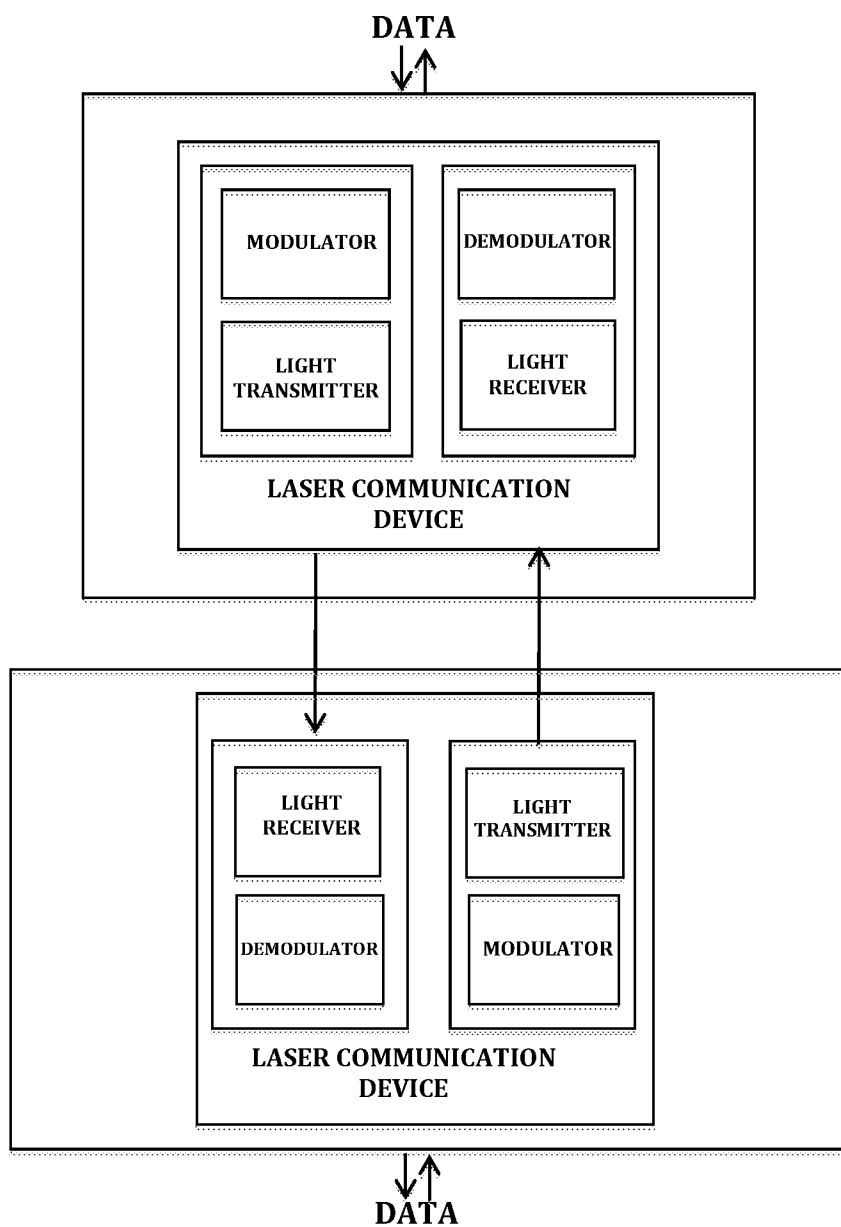 DATA
MODULATOR
DEMODULATOR
LIGHT
TRANSMITTER
LIGHT
RECEIVER
LASER COMMUNICATION
DEVICE
LIGHT
RECEIVER
LIGHT
TRANSMITTER
DEMODULATOR
MODULATOR
LASER COMMUNICATION
DEVICE
DATA